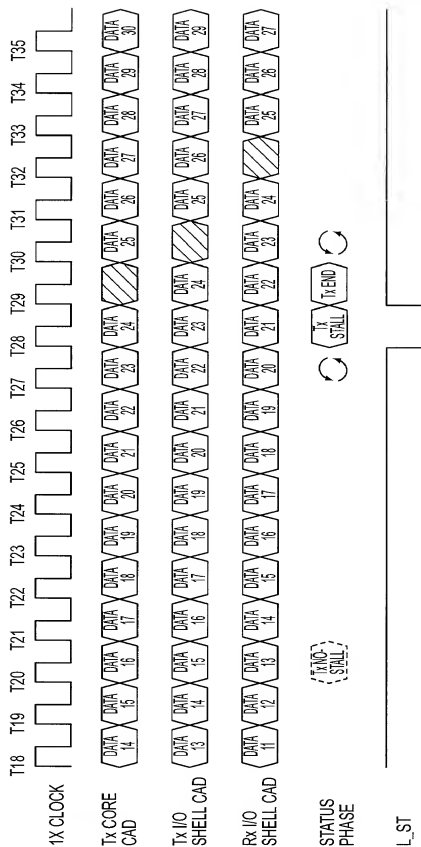 T18 T19 T20 T21 T22 T23 T24 T25 T26 T27 T28 T29 T30 T31 T32 T33 T34 T35
1X CLOCK
Tx CORE DATA DATA DATA DATA DATA DATA DATA DATA DATA DATA DATA DATA DATA DATA DATA DATA DATA
CAD 14 15 16 17 18 19 20 21 22 23 24 25 26 27 28 29 30
Tx I/O DATA DATA DATA DATA DATA DATA DATA DATA DATA DATA DATA DATA DATA DATA DATA DATA DATA
SHELL CAD 13 14 15 16 17 18 19 20 21 22 23 24 25 26 27 28 29
Rx I/O DATA DATA DATA DATA DATA DATA DATA DATA DATA DATA DATA DATA DATA DATA DATA DATA DATA
SHELL CAD 11 12 13 14 15 16 17 18 19 20 21 22 23 24 25 26 27
STATUS Tx NO- Tx Tx END
PHASE STALL STALL
L_ST